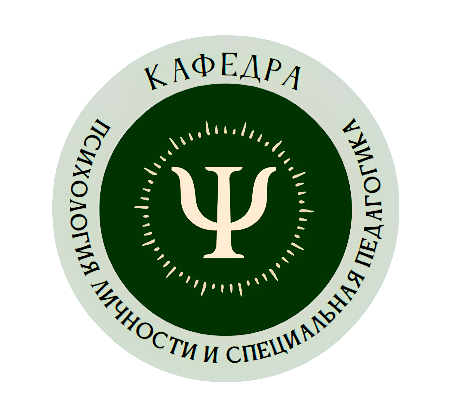 КАФЕДРА
ПСИХОЛОГИЯ ЛИЧНОСТИ И СПЕЦИАЛЬНАЯ ПЕДАГОГИКА
Ψ